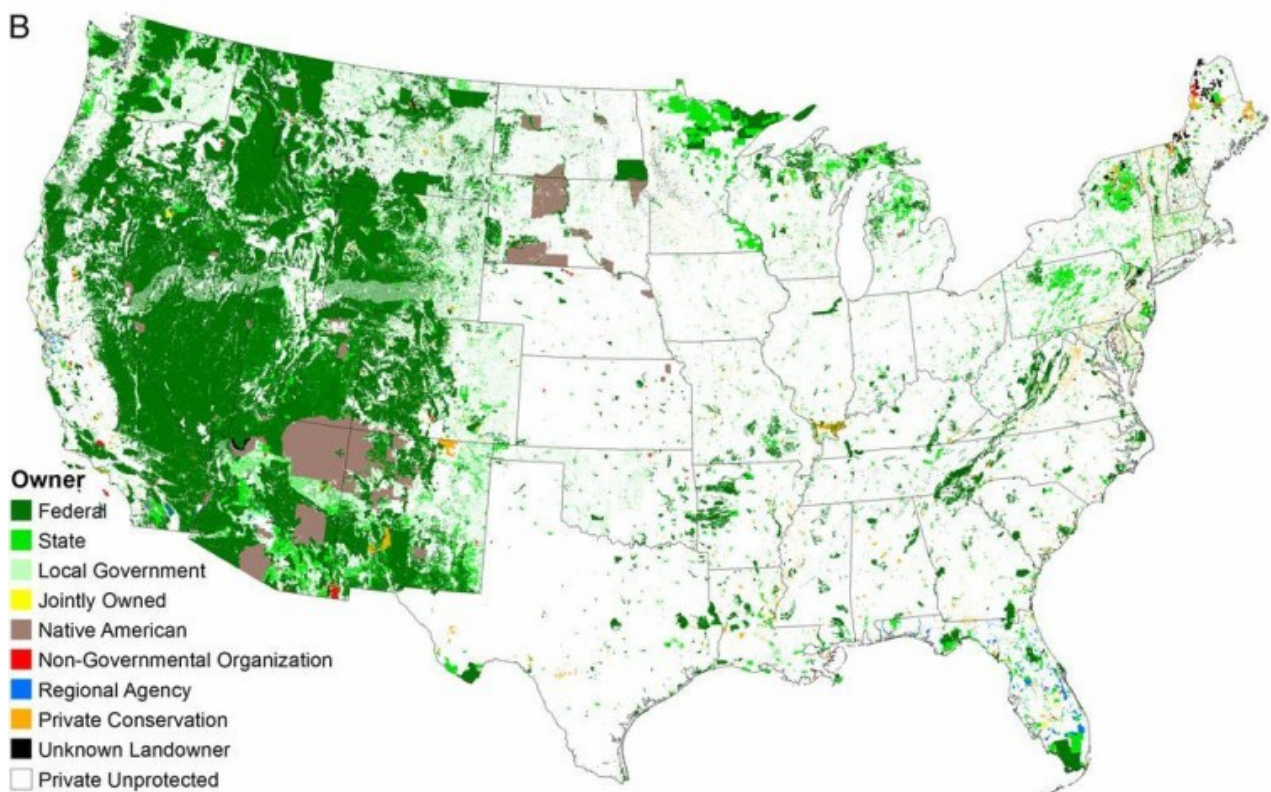 B
Owner
Federal
State
Local Government
Jointly Owned
Native American
Non-Governmental Organization
Regional Agency
Private Conservation
Unknown Landowner
Private Unprotected